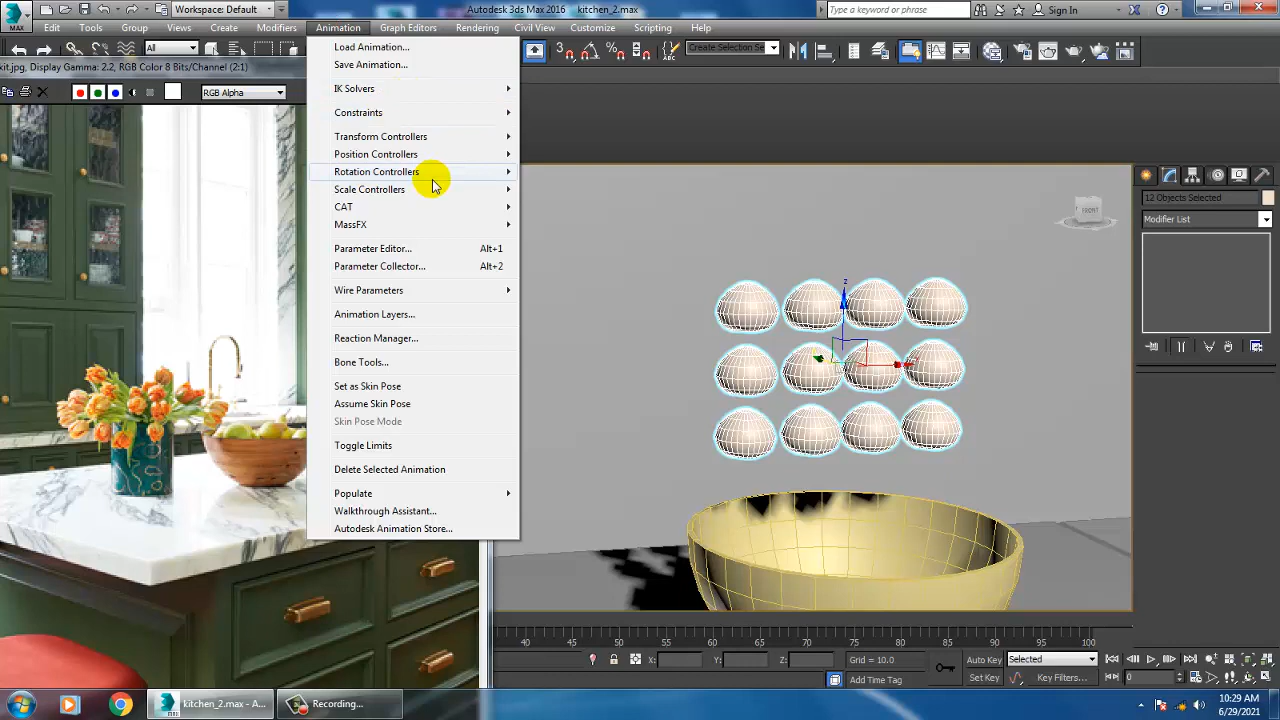 Workspace: Default
Autodesk 3ds Max 2016 kitchen_2.max
Type a keyword or phrase
Sign In
MAX
Edit Tools Group Views Create Modifiers Animation Graph Editors Rendering Civil View Customize Scripting Help
All
Create Selection Se
kit.jpg, Display Gamma: 2.2, RGB Color 8 Bits/Channel (2:1)
RGB Alpha
Load Animation...
Save Animation...
IK Solvers
Constraints
Transform Controllers
Position Controllers
Rotation Controllers
Scale Controllers
CAT
MassFX
Parameter Editor... Alt+1
Parameter Collector... Alt+2
Wire Parameters
Animation Layers...
Reaction Manager...
Bone Tools...
Set as Skin Pose
Assume Skin Pose
Skin Pose Mode
Toggle Limits
Delete Selected Animation
Populate
Walkthrough Assistant...
Autodesk Animation Store...
FRONT
z
12 Objects Selected
Modifier List
40 45 50 55 60 65 70 75 80 85 90 95 100
X: Y: Z: Grid = 10.0
Auto Key Selected
Add Time Tag
Set Key Key Filters...
0
kitchen_2.max - A...
Recording...
10:29 AM
6/29/2021